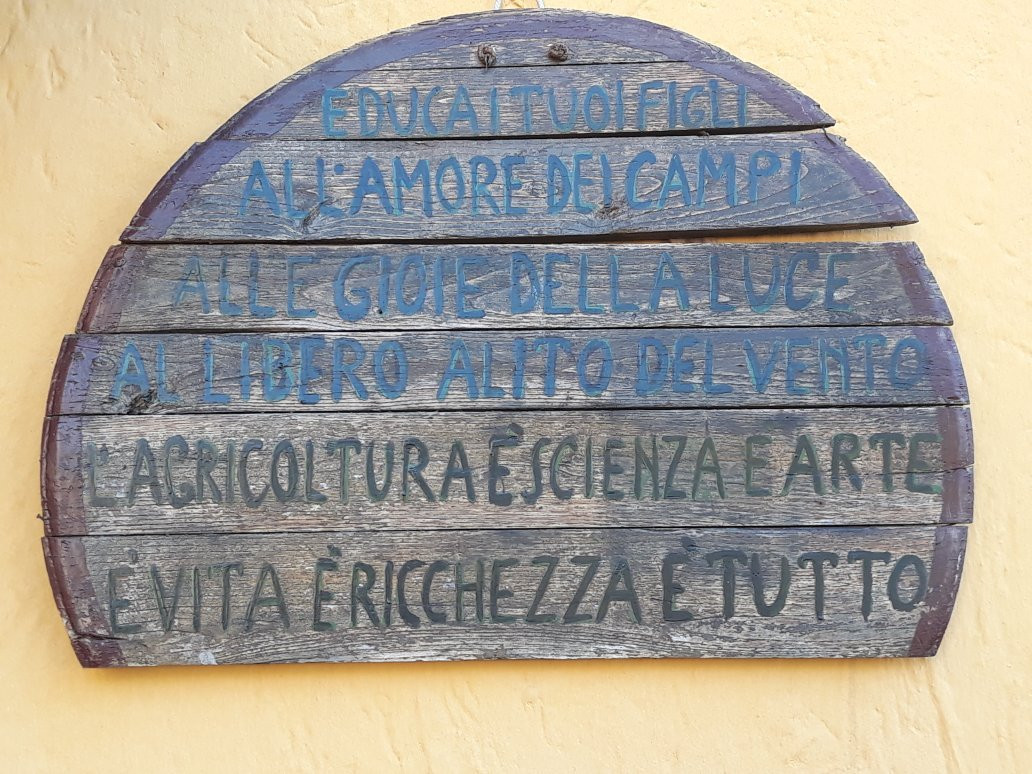 EDUCA I TUOI FIGLI
ALL'AMORE DEI CAMPI
ALLE GIOIE DELLA LUCE
AL LIBERO ALITO DEL VENTO
L'AGRICOLTURA È SCIENZA E ARTE
È VITA È RICCHEZZA È TUTTO